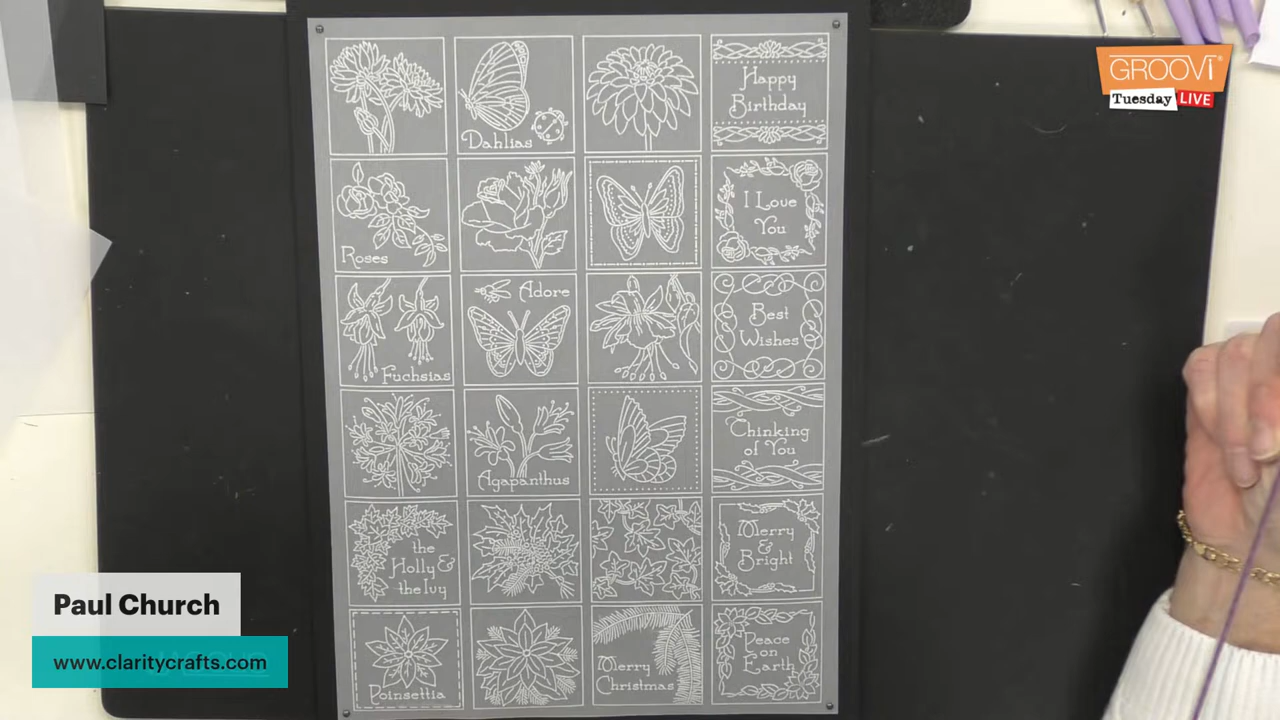 GROOVI
Tuesday LIVE
Happy
Birthday
Dahlias
I Love
You
Roses
Adore
Best
Wishes
Fuchsias
Thinking
of You
Agapanthus
the
Holly &
the Ivy
Merry
&
Bright
Peace
on
Earth
Merry
Christmas
Poinsettia
Paul Church
www.claritycrafts.com